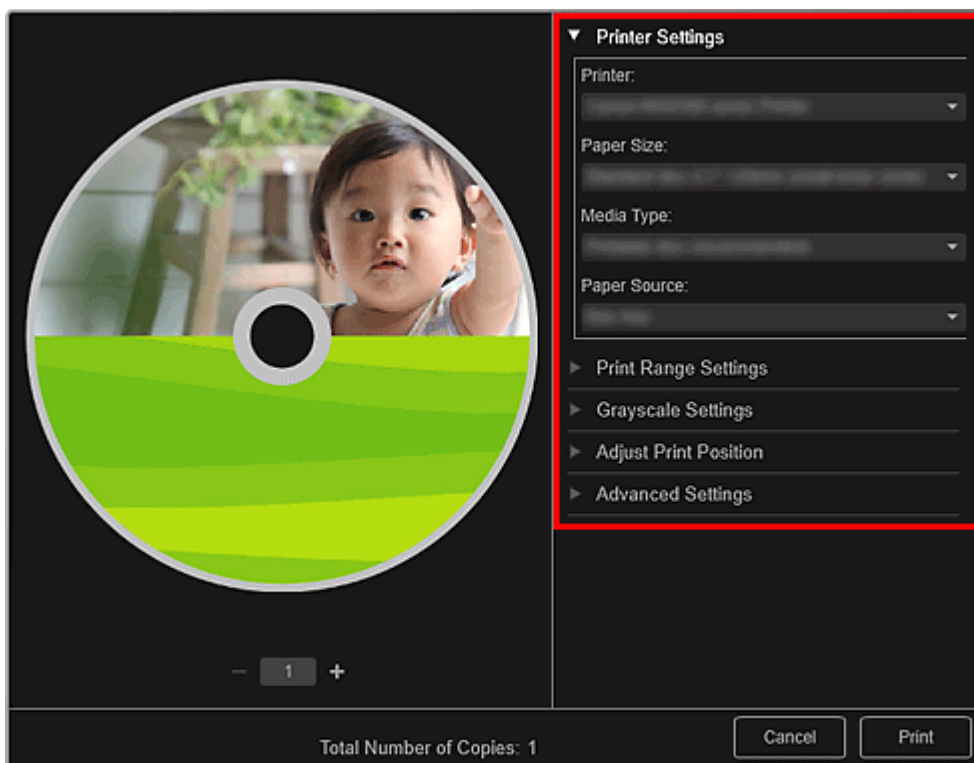 Printer Settings
Printer:
Paper Size:
Media Type:
Paper Source:
Print Range Settings
Grayscale Settings
Adjust Print Position
Advanced Settings
1
Total Number of Copies: 1
Cancel
Print